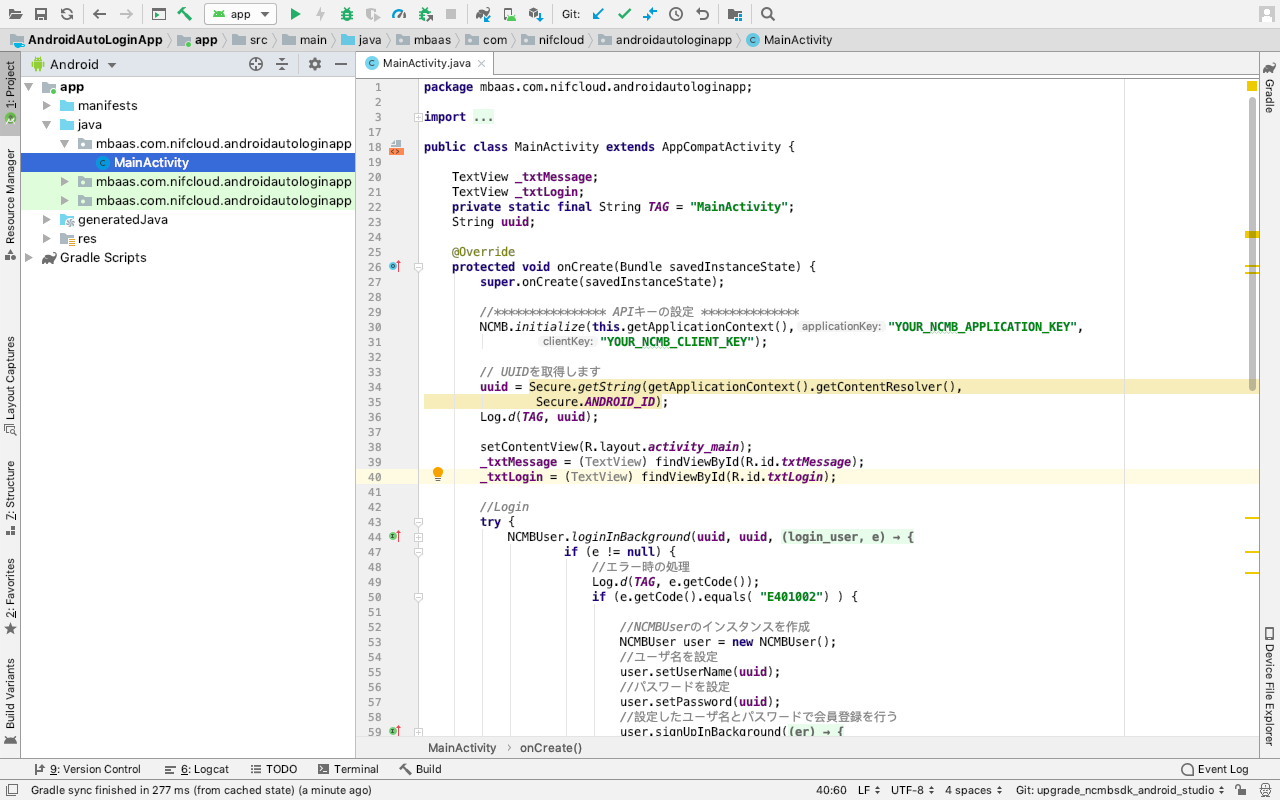 app
Git:
AndroidAutoLoginApp
app
src
main
java
mbaas
com
nifcloud
androidautologinapp
MainActivity
1: Project
Resource Manager
Layout Captures
Z: Structure
2: Favorites
Build Variants
Android
app
manifests
java
mbaas.com.nifcloud.androidautologinapp
MainActivity
mbaas.com.nifcloud.androidautologinapp
mbaas.com.nifcloud.androidautologinapp
generatedJava
res
Gradle Scripts
MainActivity.java
1 package mbaas.com.nifcloud.androidautologinapp;
2
3 import ...
17
18 public class MainActivity extends AppCompatActivity {
19
20 TextView _txtMessage;
21 TextView _txtLogin;
22 private static final String TAG = "MainActivity";
23 String uuid;
24
25 @Override
26 protected void onCreate(Bundle savedInstanceState) {
27 super.onCreate(savedInstanceState);
28
29 //**************** APIキーの設定 **************
30 NCMB.initialize(this.getApplicationContext(), applicationKey: "YOUR_NCMB_APPLICATION_KEY",
31 clientKey: "YOUR_NCMB_CLIENT_KEY");
32
33 // UUIDを取得します
34 uuid = Secure.getString(getApplicationContext().getContentResolver(),
35 Secure.ANDROID_ID);
36 Log.d(TAG, uuid);
37
38 setContentView(R.layout.activity_main);
39 _txtMessage = (TextView) findViewById(R.id.txtMessage);
40 _txtLogin = (TextView) findViewById(R.id.txtLogin);
41
42 //Login
43 try {
44 NCMBUser.loginInBackground(uuid, uuid, (login_user, e) → {
47 if (e != null) {
48 //エラー時の処理
49 Log.d(TAG, e.getCode());
50 if (e.getCode().equals( "E401002") ) {
51
52 //NCMBUserのインスタンスを作成
53 NCMBUser user = new NCMBUser();
54 //ユーザ名を設定
55 user.setUserName(uuid);
56 //パスワードを設定
57 user.setPassword(uuid);
58 //設定したユーザ名とパスワードで会員登録を行う
59 user.signUpInBackground((er) → {
MainActivity › onCreate()
Gradle
Device File Explorer
9: Version Control
6: Logcat
TODO
Terminal
Build
Event Log
Gradle sync finished in 277 ms (from cached state) (a minute ago)
40:60
LF
UTF-8
4 spaces
Git: upgrade_ncmbsdk_android_studio